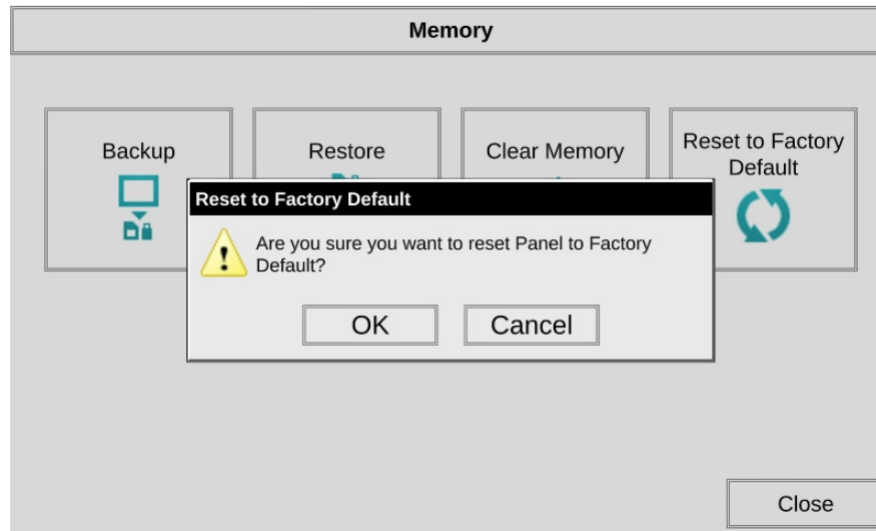 Memory
Backup
Restore
Clear Memory
Reset to Factory
Default
Reset to Factory Default
Are you sure you want to reset Panel to Factory
Default?
OK
Cancel
Close